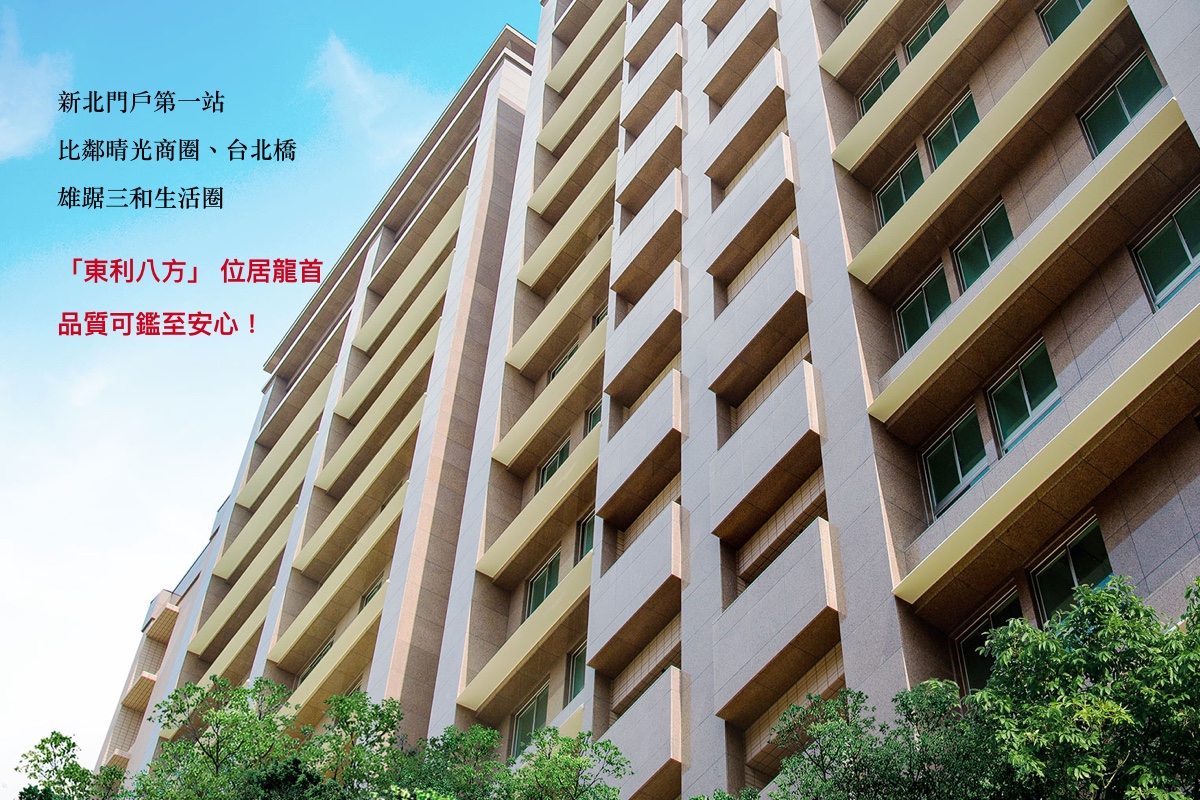 新北門戶第一站
比鄰晴光商圈、台北橋
雄踞三和生活圈
「東利八方」 位居龍首
品質可鑑至安心！